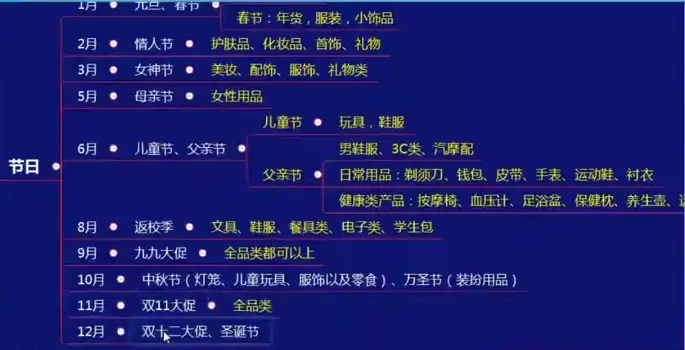 1月 元旦、春节
春节：年货，服装，小饰品
2月 情人节 护肤品、化妆品、首饰、礼物
3月 女神节 美妆、配饰、服饰、礼物类
5月 母亲节 女性用品
儿童节 玩具，鞋服
6月 儿童节、父亲节 男鞋服、3C类、汽摩配
节日
父亲节 日常用品：剃须刀、钱包、皮带、手表、运动鞋、衬衣
健康类产品：按摩椅、血压计、足浴盆、保健枕、养生壶、运
8月 返校季 文具、鞋服、餐具类、电子类、学生包
9月 九九大促 全品类都可以上
10月 中秋节（灯笼、儿童玩具、服饰以及零食）、万圣节（装扮用品）
11月 双11大促 全品类
12月 双十二大促、圣诞节